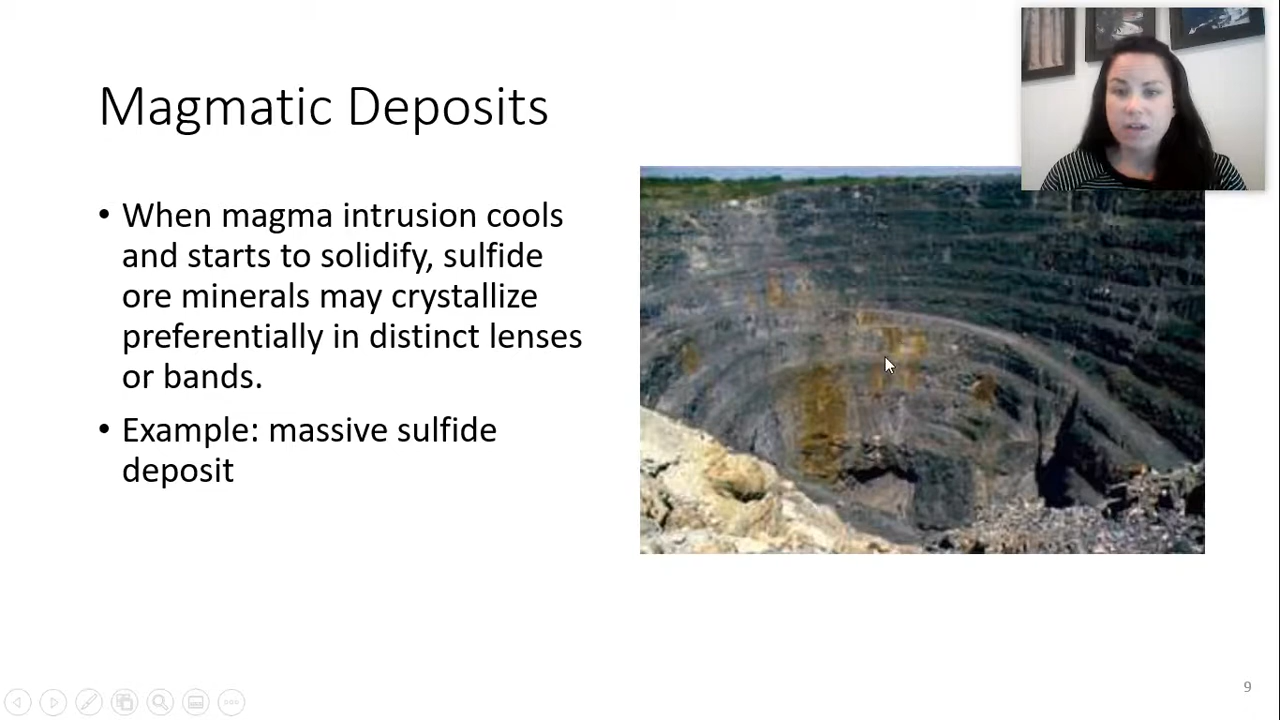 Magmatic Deposits
• When magma intrusion cools
and starts to solidify, sulfide
ore minerals may crystallize
preferentially in distinct lenses
or bands.
• Example: massive sulfide
deposit
9